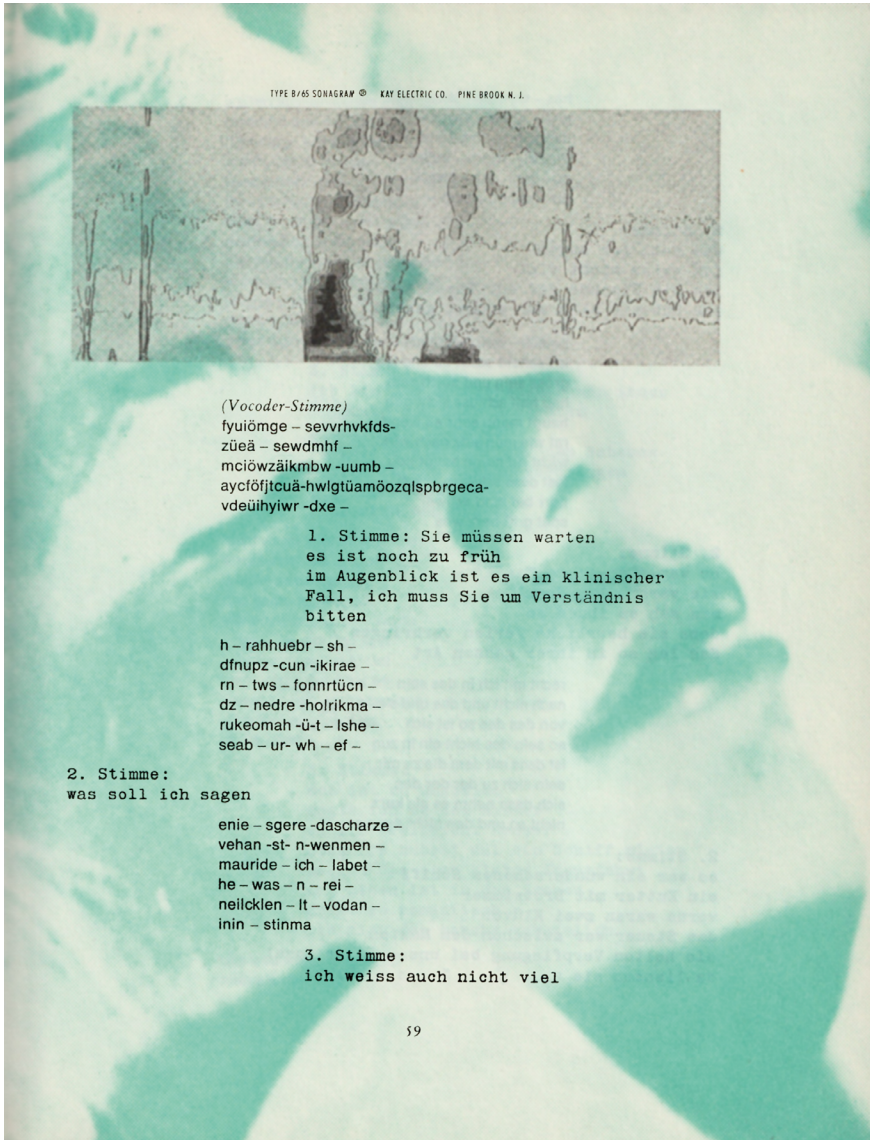 TYPE B/65 SONAGRAM ® KAY ELECTRIC CO. PINE BROOK N. J.
(Vocoder-Stimme)
fyuiömge – sevvrhvkfds-
züeä – sewdmhf –
mciöwzäikmbw -uumb –
aycföfjtcuä-hwlgtüamöozqlspbrgeca-
vdeüihyiwr -dxe –
1. Stimme: Sie müssen warten
es ist noch zu früh
im Augenblick ist es ein klinischer
Fall, ich muss Sie um Verständnis
bitten
h – rahhuebr – sh –
dfnupz -cun -ikirae –
rn – tws – fonnrtücn –
dz – nedre -holrikma –
rukeomah -ü-t – lshe –
seab – ur- wh – ef –
2. Stimme:
was soll ich sagen
enie – sgere -dascharze –
vehan -st- n-wenmen –
mauride – ich – labet –
he – was – n – rei –
neilcklen – lt – vodan –
inin – stinma
3. Stimme:
ich weiss auch nicht viel
59